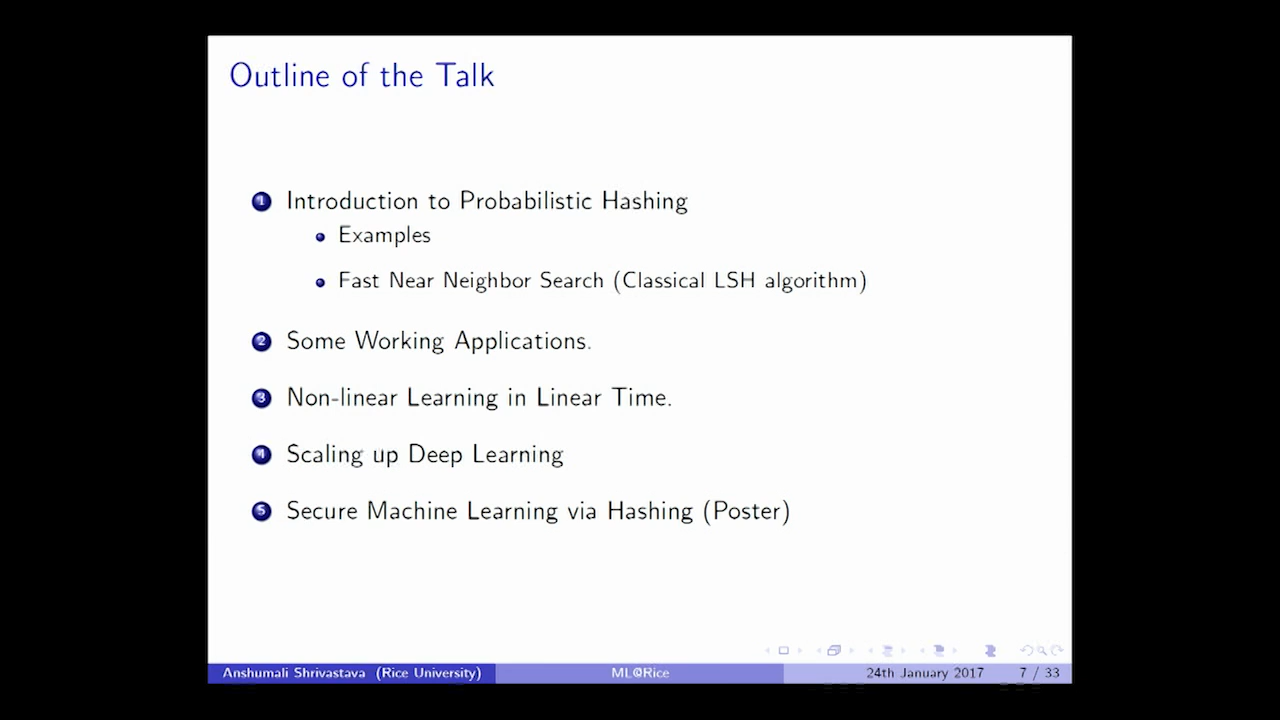 Outline of the Talk
1 Introduction to Probabilistic Hashing
Examples
Fast Near Neighbor Search (Classical LSH algorithm)
2 Some Working Applications.
3 Non-linear Learning in Linear Time.
4 Scaling up Deep Learning
5 Secure Machine Learning via Hashing (Poster)
Anshumali Shrivastava (Rice University) ML@Rice 24th January 2017 7 / 33